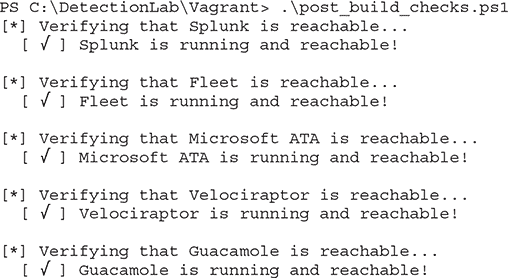 PS C:\DetectionLab\Vagrant> .\post_build_checks.ps1
[*] Verifying that Splunk is reachable...
[ √ ] Splunk is running and reachable!
[*] Verifying that Fleet is reachable...
[ √ ] Fleet is running and reachable!
[*] Verifying that Microsoft ATA is reachable...
[ √ ] Microsoft ATA is running and reachable!
[*] Verifying that Velociraptor is reachable...
[ √ ] Velociraptor is running and reachable!
[*] Verifying that Guacamole is reachable...
[ √ ] Guacamole is running and reachable!